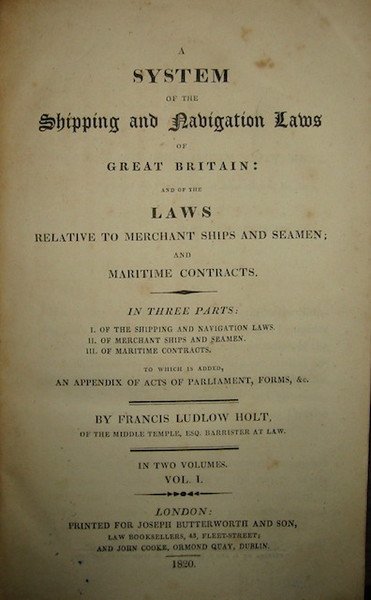 A
SYSTEM
OF THE
Shipping and Navigation Laws
OF
GREAT BRITAIN:
AND OF THE
LAWS
RELATIVE TO MERCHANT SHIPS AND SEAMEN;
AND
MARITIME CONTRACTS.
IN THREE PARTS:
I. OF THE SHIPPING AND NAVIGATION LAWS.
II. OF MERCHANT SHIPS AND SEAMEN.
III. OF MARITIME CONTRACTS.
TO WHICH IS ADDED,
AN APPENDIX OF ACTS OF PARLIAMENT, FORMS, &c.
BY FRANCIS LUDLOW HOLT,
OF THE MIDDLE TEMPLE, ESQ. BARRISTER AT LAW.
IN TWO VOLUMES.
VOL. I.
LONDON:
PRINTED FOR JOSEPH BUTTERWORTH AND SON,
LAW BOOKSELLERS, 43, FLEET-STREET;
AND JOHN COOKE, ORMOND QUAY, DUBLIN.
1820.